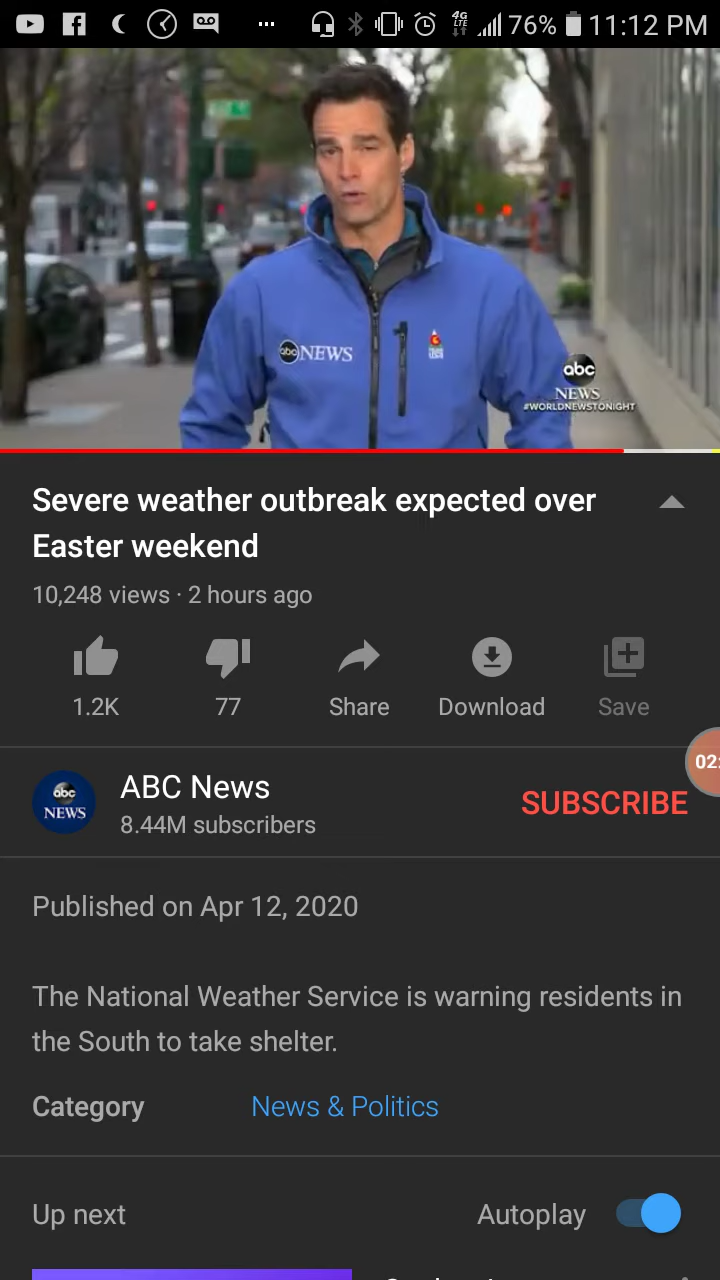 4G
LTE
76%
11:12 PM
abc NEWS
abc
NEWS
#WORLDNEWSTONIGHT
Severe weather outbreak expected over
Easter weekend
10,248 views · 2 hours ago
1.2K
77
Share
Download
Save
02:
abc
NEWS
ABC News
8.44M subscribers
SUBSCRIBE
Published on Apr 12, 2020
The National Weather Service is warning residents in
the South to take shelter.
Category
News & Politics
Up next
Autoplay